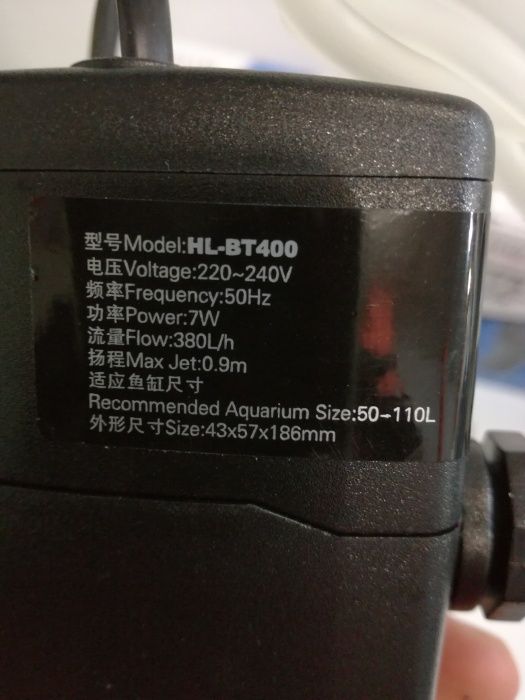 型号Model:HL-BT400
电压Voltage:220~240V
频率Frequency:50Hz
功率Power:7W
流量Flow:380L/h
扬程Max Jet:0.9m
适应鱼缸尺寸
Recommended Aquarium Size:50~110L
外形尺寸Size:43x57x186mm